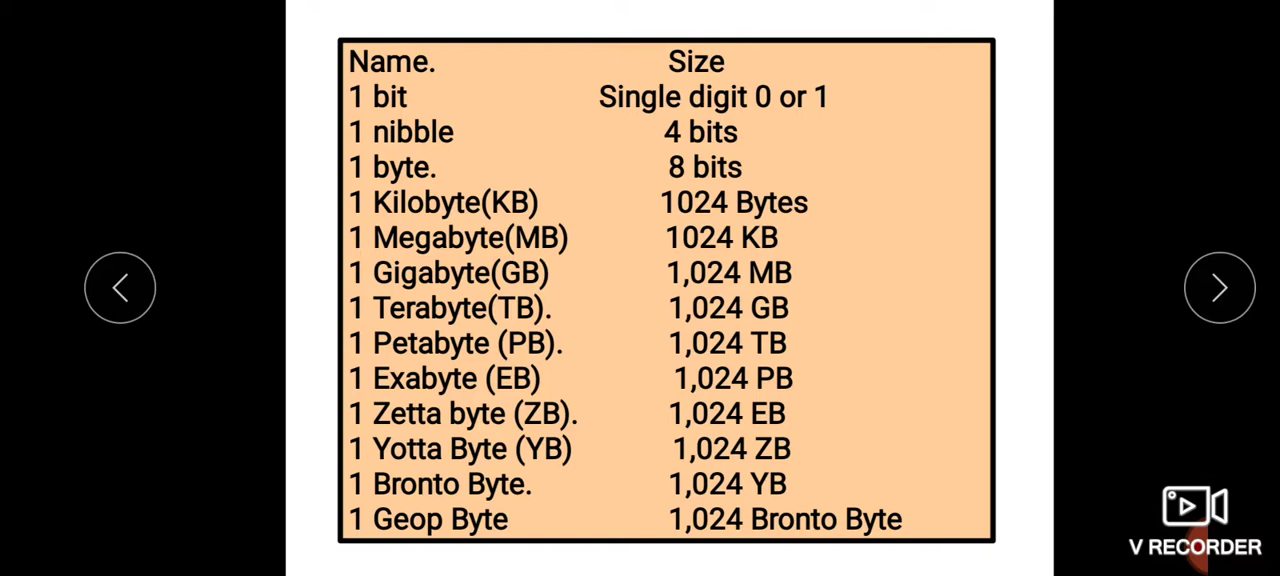 Name. Size
1 bit Single digit 0 or 1
1 nibble 4 bits
1 byte. 8 bits
1 Kilobyte(KB) 1024 Bytes
1 Megabyte(MB) 1024 KB
1 Gigabyte(GB) 1,024 MB
1 Terabyte(TB). 1,024 GB
1 Petabyte (PB). 1,024 TB
1 Exabyte (EB) 1,024 PB
1 Zetta byte (ZB). 1,024 EB
1 Yotta Byte (YB) 1,024 ZB
1 Bronto Byte. 1,024 YB
1 Geop Byte 1,024 Bronto Byte
V RECORDER